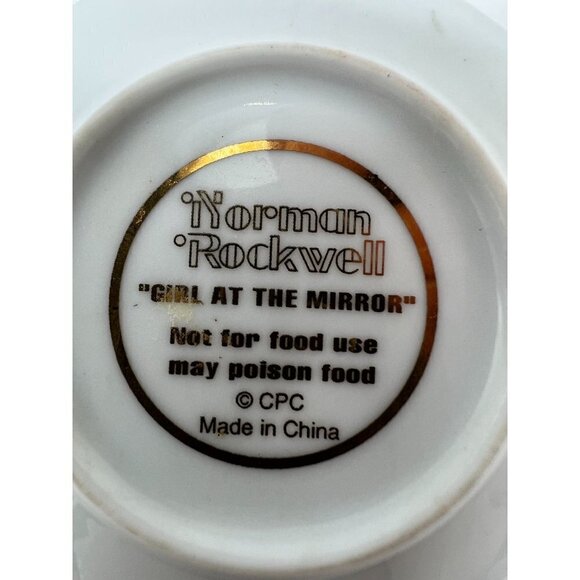 Norman
Rockwell
"GIRL AT THE MIRROR"
Not for food use
may poison food
© CPC
Made in China